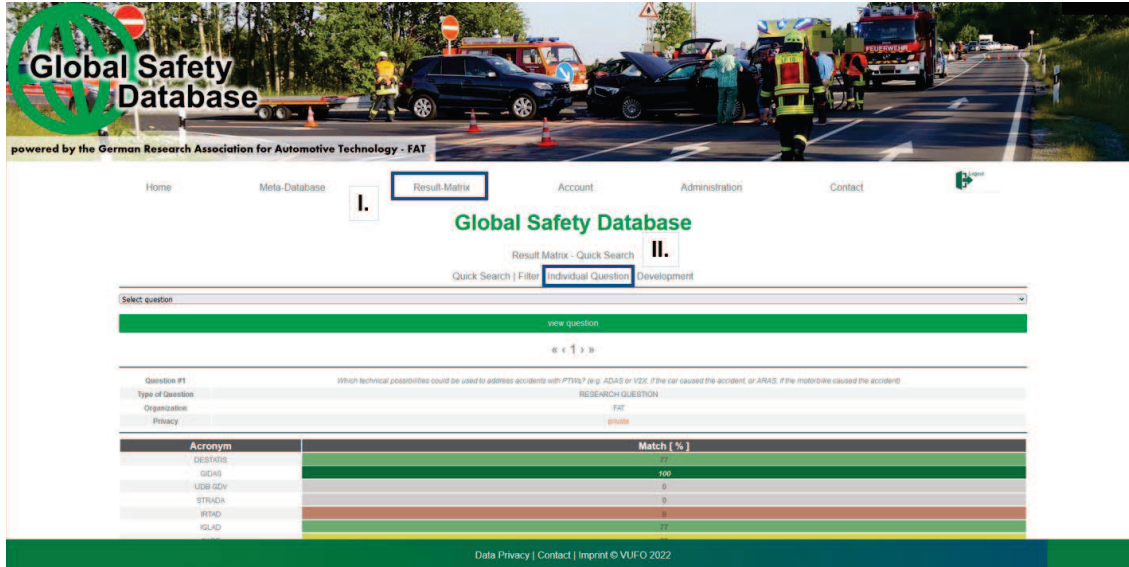 FEUERWEHR
Global Safety
Database
powered by the German Research Association for Automotive Technology - FAT
Home Meta-Database Result-Matrix Account Administration Contact Logout
I.
Global Safety Database
Result Matrix - Quick Search
II.
Quick Search | Filter Individual Question Development
Select question
view question
« ‹ 1 › »
Question #1 Which technical possibilities could be used to address accidents with PTWs? (e.g. ADAS or V2X, if the car caused the accident, or ARAS, if the motorbike caused the accident)
Type of Question RESEARCH QUESTION
Organization FAT
Privacy private
Acronym Match [ % ]
DESTATIS 77
GIDAS 100
UDB GDV 0
STRADA 0
IRTAD
IGLAD 77
Data Privacy | Contact | Imprint © VUFO 2022